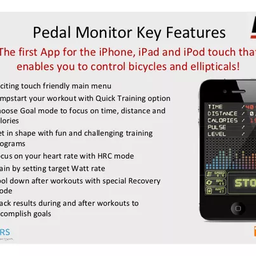 Pedal Monitor Key Features
The first App for the iPhone, iPad and iPod touch that
enables you to control bicycles and ellipticals!
citing touch friendly main menu
mpstart your workout with Quick Training option
oose Goal mode to focus on time, distance and
lories
et in shape with fun and challenging training
ograms
cus on your heart rate with HRC mode
ain by setting target Watt rate
ol down after workouts with special Recovery
ode
ack results during and after workouts to
complish goals
TIME
DISTANCE
CALORIES
PULSE
LEVEL
STO
RS